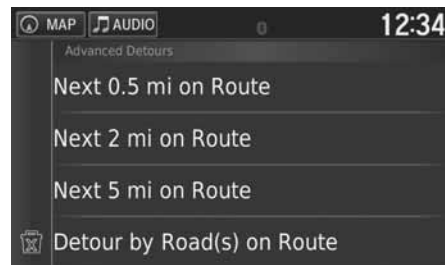 MAP AUDIO 0 12:34
Advanced Detours
Next 0.5 mi on Route
Next 2 mi on Route
Next 5 mi on Route
Detour by Road(s) on Route